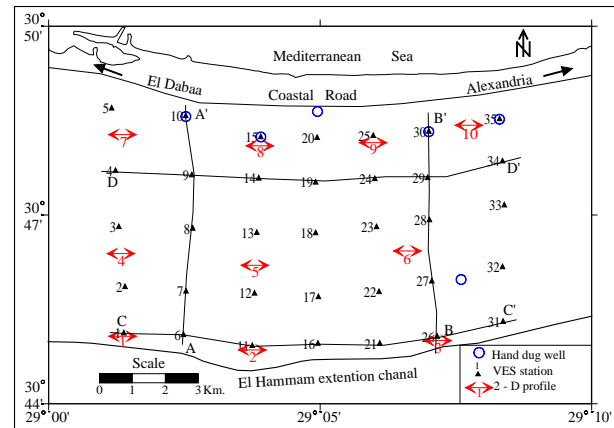 30°
50'
Mediterranean Sea
N
El Dabaa
Alexandria
Coastal Road
5 10 A' 15 20 25 B' 30 35
7 8 9 10
4 D 9 14 19 24 29 34 D'
30°
47'
3 8 13 18 23 28 33
4 5 6
2 7 12 17 22 27 32
C 1 6 A 11 16 21 26 B 31 C'
1 2 3
Scale
0 1 2 3 Km.
El Hammam extention chanal
Hand dug well
1 VES station
1 2 - D profile
30°
44'
29°00' 29°05' 29°10'